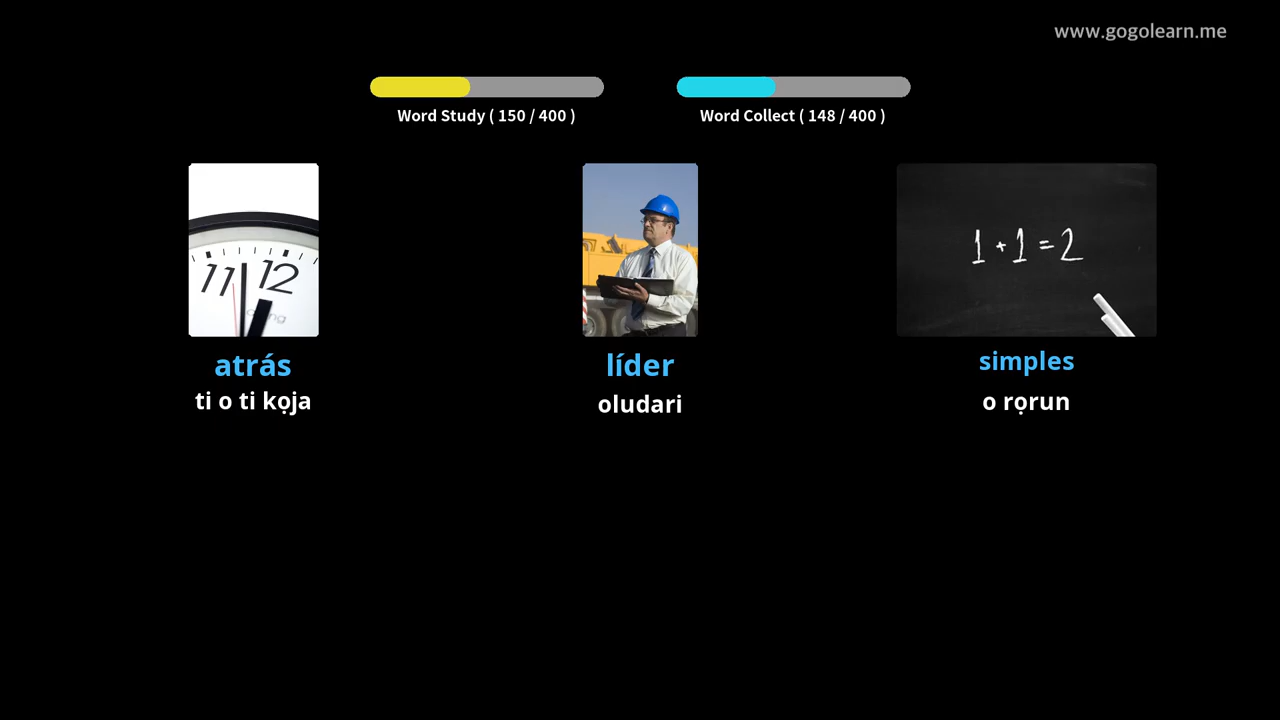 www.gogolearn.me
Word Study ( 150 / 400 )
Word Collect ( 148 / 400 )
11 12
1 + 1 = 2
atrás
ti o ti kọja
líder
oludari
simples
o rọrun